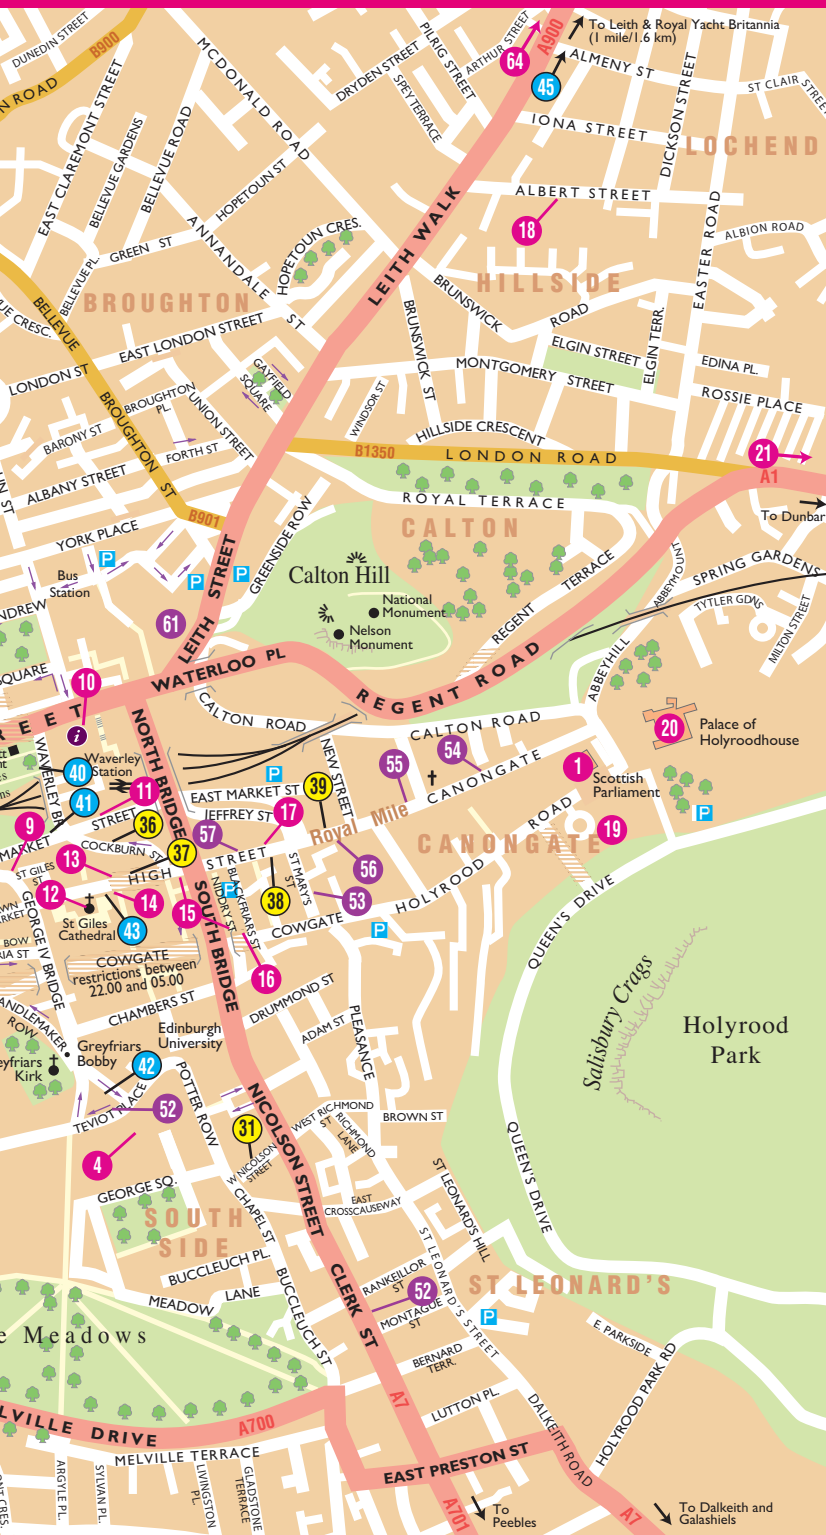 DUNEDIN STREET
B900
N ROAD
EAST CLAREMONT STREET
BELLEVUE GARDENS
BELLEVUE ROAD
MCDONALD ROAD
DRYDEN STREET
SPEY TERRACE
PILRIG STREET
ARTHUR STREET
64
A900
To Leith & Royal Yacht Britannia
(1 mile/1.6 km)
45
ALMENY ST
IONA STREET
DICKSON STREET
ST CLAIR STREE
LOCHEND
HOPETOUN ST
ANNANDALE
ST
GREEN ST
BELLEVUE PL.
HOPETOUN CRES.
LEITH WALK
ALBERT STREET
18
ALBION ROAD
EASTER ROAD
HILLSIDE
BROUGHTON
BELLEVUE
UE CRESC.
BRUNSWICK
ROAD
BRUNSWICK ST
ELGIN STREET
ELGIN TERR.
EDINA PL.
ROSSIE PLACE
MONTGOMERY STREET
EAST LONDON STREET
LONDON ST
GAYFIELD
SQUARE
WINDSOR ST
BROUGHTON
PL.
UNION STREET
BROUGHTON ST
BARONY ST
FORTH ST
ALBANY STREET
N ST
HILLSIDE CRESCENT
B1350
LONDON ROAD
21
A1
To Dunbar
ROYAL TERRACE
B901
YORK PLACE
P
Bus
Station
P
P
LEITH STREET
GREENSIDE ROW
CALTON
Calton Hill
National
Monument
Nelson
Monument
REGENT TERRACE
ABBEYMOUNT
SPRING GARDENS
TYTLER GDNS
MILTON STREET
NDREW
SQUARE
61
10
WATERLOO PL
REGENT ROAD
ABBEYHILL
REET
i
CALTON ROAD
CALTON ROAD
20
Palace of
Holyroodhouse
WAVERLEY BR
40
Waverley
Station
NORTH BRIDGE
NEW STREET
55
54
CANONGATE
1
Scottish
Parliament
P
41
11
P
39
EAST MARKET ST
JEFFREY ST
17
Royal Mile
CANONGATE
ROAD
19
P
9
MARKET
STREET
36
57
COCKBURN ST
37
STREET
ST GILES
ST
13
HIGH
56
12
14
15
SOUTH BRIDGE
P
NIDDRY ST
BLACKFRIARS ST
ST MARY'S
ST
38
53
HOLYROOD
QUEEN'S DRIVE
St Giles
Cathedral
43
COWGATE
P
GEORGE IV BRIDGE
COWGATE
restrictions between
22.00 and 05.00
16
Salisbury Crags
Holyrood
Park
CHAMBERS ST
DRUMMOND ST
ADAM ST
PLEASANCE
ANDLEMAKER
ROW
Greyfriars
Bobby
Edinburgh
University
eyfriars
Kirk
42
52
TEVIOT PLACE
POTTER ROW
4
31
NICOLSON STREET
W NICOLSON
STREET
WEST RICHMOND
ST
RICHMOND
LANE
BROWN ST
QUEEN'S DRIVE
GEORGE SQ.
SOUTH
SIDE
CHAPEL ST
EAST
CROSSCAUSEWAY
ST LEONARD'S HILL
ST LEONARD'S STREET
BUCCLEUCH PL.
MEADOW LANE
BUCCLEUCH ST
CLERK ST
RANKEILLOR
ST
52
MONTAGUE
ST
ST LEONARD'S
P
E. PARKSIDE
e Meadows
BERNARD
TERR.
HOLYROOD PARK RD
LVILLE DRIVE
A700
A7
LUTTON PL.
DALKEITH ROAD
MELVILLE TERRACE
EAST PRESTON ST
ARGYLE PL.
SYLVAN PL.
LIVINGSTON
PL.
GLADSTONE
TERRACE
A701
To
Peebles
A7
To Dalkeith and
Galashiels